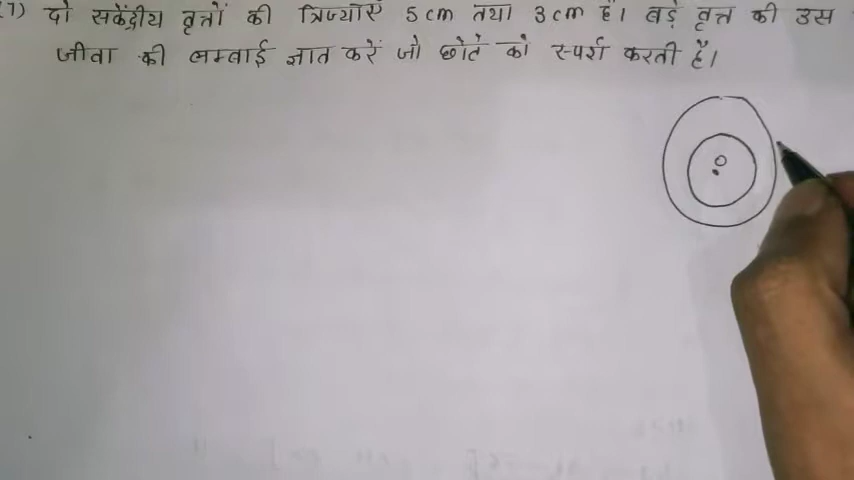 7) दो सकेंद्रीय वृत्तों की त्रिज्याएँ 5 cm तथा 3 cm हैं। बड़े वृत्त की उस
जीवा की लम्बाई ज्ञात करें जो छोटे को स्पर्श करती है।
O